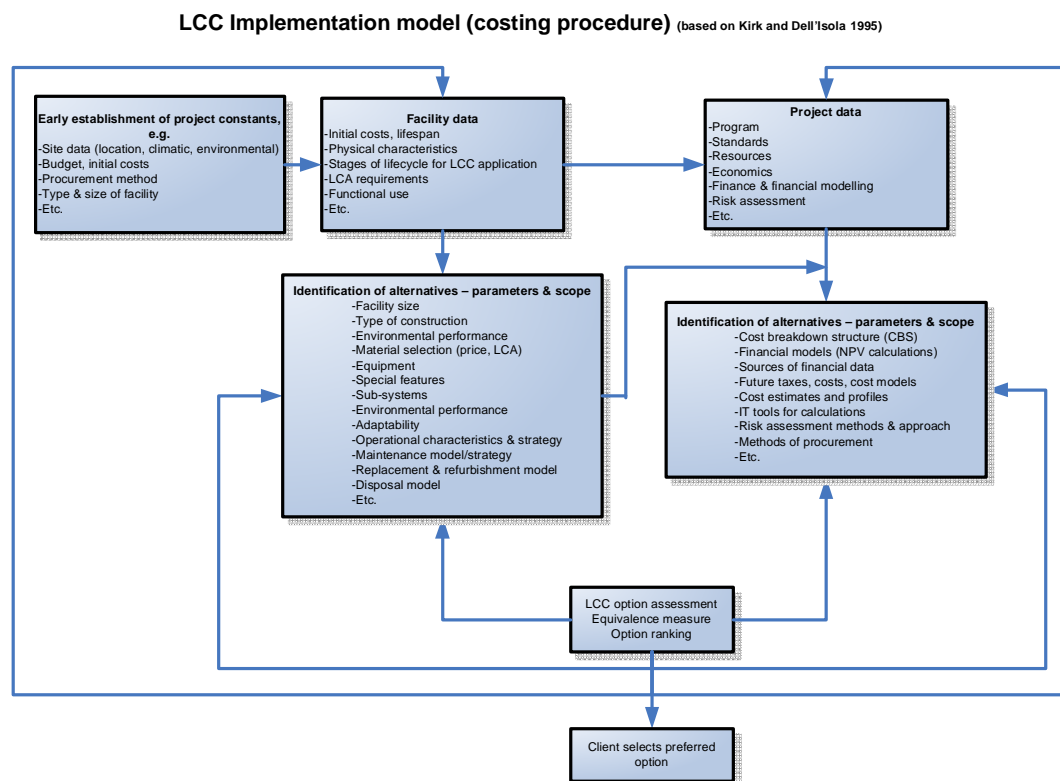 LCC Implementation model (costing procedure) (based on Kirk and Dell'Isola 1995)
Early establishment of project constants,
e.g.
-Site data (location, climatic, environmental)
-Budget, initial costs
-Procurement method
-Type & size of facility
-Etc.
Facility data
-Initial costs, lifespan
-Physical characteristics
-Stages of lifecycle for LCC application
-LCA requirements
-Functional use
-Etc.
Project data
-Program
-Standards
-Resources
-Economics
-Finance & financial modelling
-Risk assessment
-Etc.
Identification of alternatives – parameters & scope
-Facility size
-Type of construction
-Environmental performance
-Material selection (price, LCA)
-Equipment
-Special features
-Sub-systems
-Environmental performance
-Adaptability
-Operational characteristics & strategy
-Maintenance model/strategy
-Replacement & refurbishment model
-Disposal model
-Etc.
Identification of alternatives – parameters & scope
-Cost breakdown structure (CBS)
-Financial models (NPV calculations)
-Sources of financial data
-Future taxes, costs, cost models
-Cost estimates and profiles
-IT tools for calculations
-Risk assessment methods & approach
-Methods of procurement
-Etc.
LCC option assessment
Equivalence measure
Option ranking
Client selects preferred
option